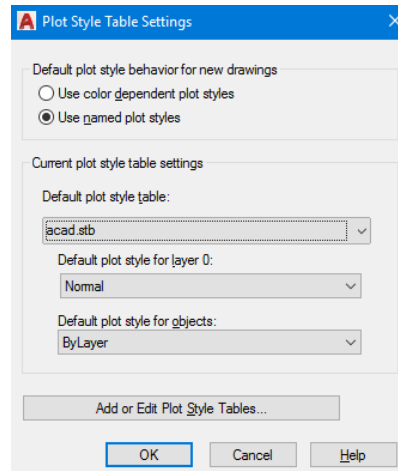 Plot Style Table Settings
Default plot style behavior for new drawings
Use color dependent plot styles
Use named plot styles
Current plot style table settings
Default plot style table:
acad.stb
Default plot style for layer 0:
Normal
Default plot style for objects:
ByLayer
Add or Edit Plot Style Tables...
OK Cancel Help